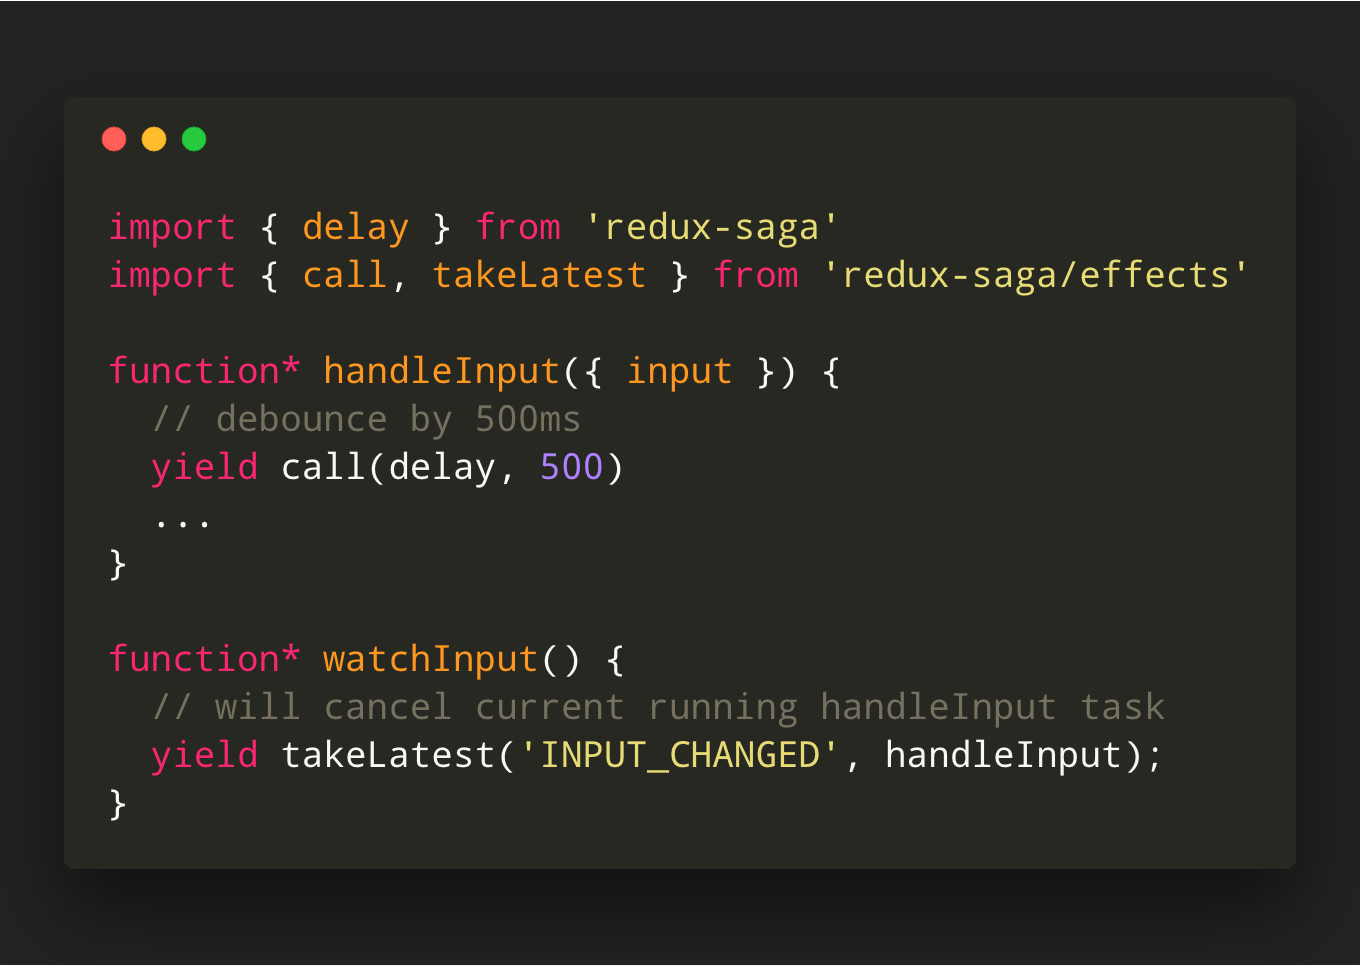 import { delay } from 'redux-saga'
import { call, takeLatest } from 'redux-saga/effects'

function* handleInput({ input }) {
  // debounce by 500ms
  yield call(delay, 500)
  ...
}

function* watchInput() {
  // will cancel current running handleInput task
  yield takeLatest('INPUT_CHANGED', handleInput);
}